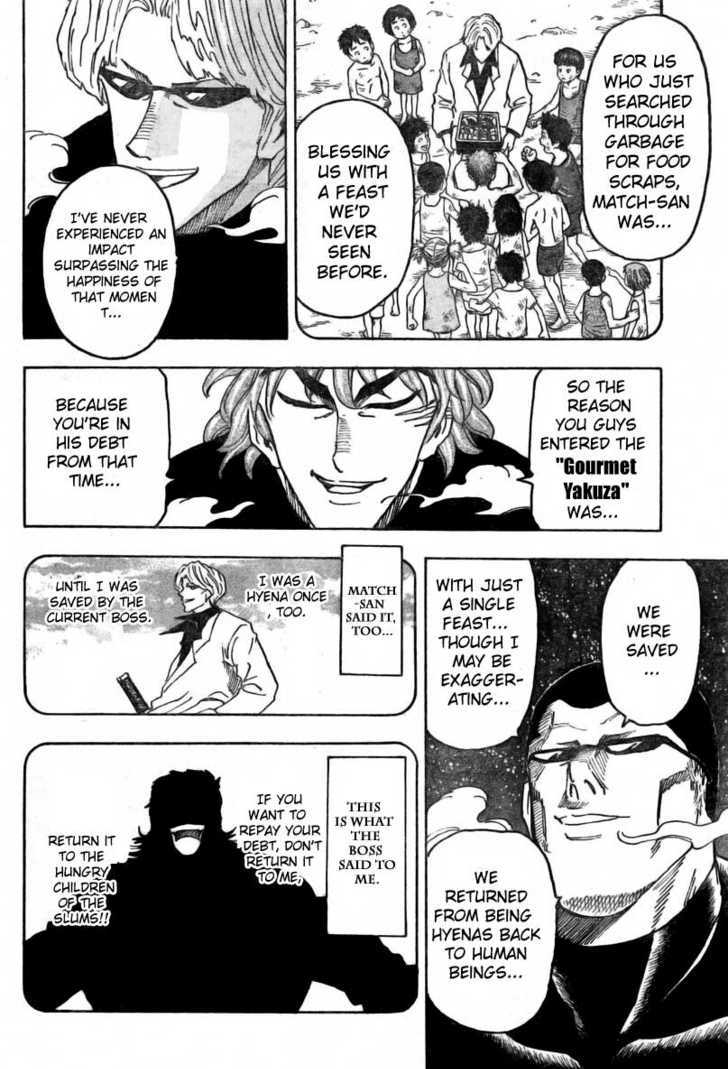 FOR US
WHO JUST
SEARCHED
THROUGH
GARBAGE
FOR FOOD
SCRAPS,
MATCH-SAN
WAS...
BLESSING
US WITH
A FEAST
WE'D
NEVER
SEEN
BEFORE.
I'VE NEVER
EXPERIENCED AN
IMPACT
SURPASSING THE
HAPPINESS OF
THAT MOMEN
T...
SO THE
REASON
YOU GUYS
ENTERED THE
"Gourmet
Yakuza"
WAS...
BECAUSE
YOU'RE IN
HIS DEBT
FROM THAT
TIME...
WE
WERE
SAVED
...
WITH JUST
A SINGLE
FEAST...
THOUGH I
MAY BE
EXAGGER-
ATING...
WE
RETURNED
FROM BEING
HYENAS BACK
TO HUMAN
BEINGS...
MATCH
-SAN
SAID IT,
TOO...
I WAS A
HYENA ONCE
, TOO.
UNTIL I WAS
SAVED BY THE
CURRENT BOSS.
THIS
IS WHAT
THE
BOSS
SAID TO
ME.
IF YOU
WANT TO
REPAY YOUR
DEBT, DON'T
RETURN IT
TO ME,
RETURN IT
TO THE
HUNGRY
CHILDREN
OF THE
SLUMS!!